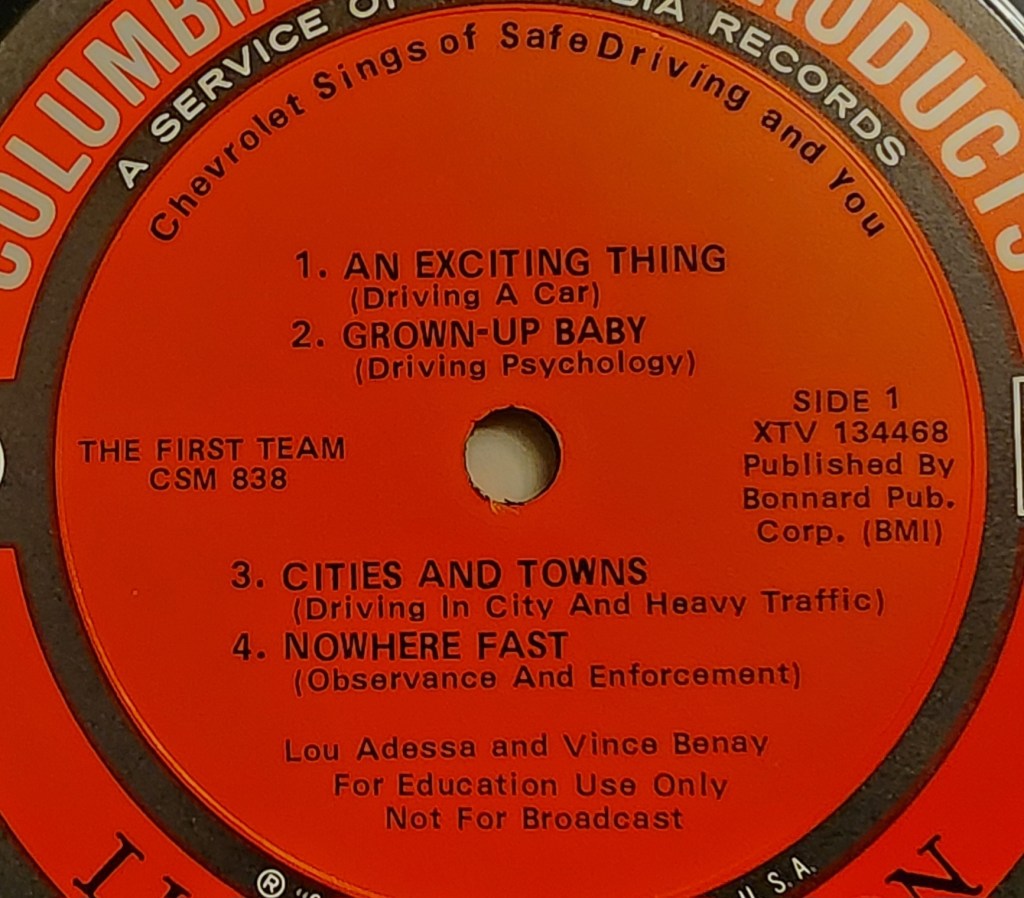 A SERVICE OF RECORDS
Chevrolet Sings of Safe Driving and You
1. AN EXCITING THING
(Driving A Car)
2. GROWN-UP BABY
(Driving Psychology)
SIDE 1
XTV 134468
Published By
Bonnard Pub.
Corp. (BMI)
THE FIRST TEAM
CSM 838
3. CITIES AND TOWNS
(Driving In City And Heavy Traffic)
4. NOWHERE FAST
(Observance And Enforcement)
Lou Adessa and Vince Benay
For Education Use Only
Not For Broadcast
® U.S.A.